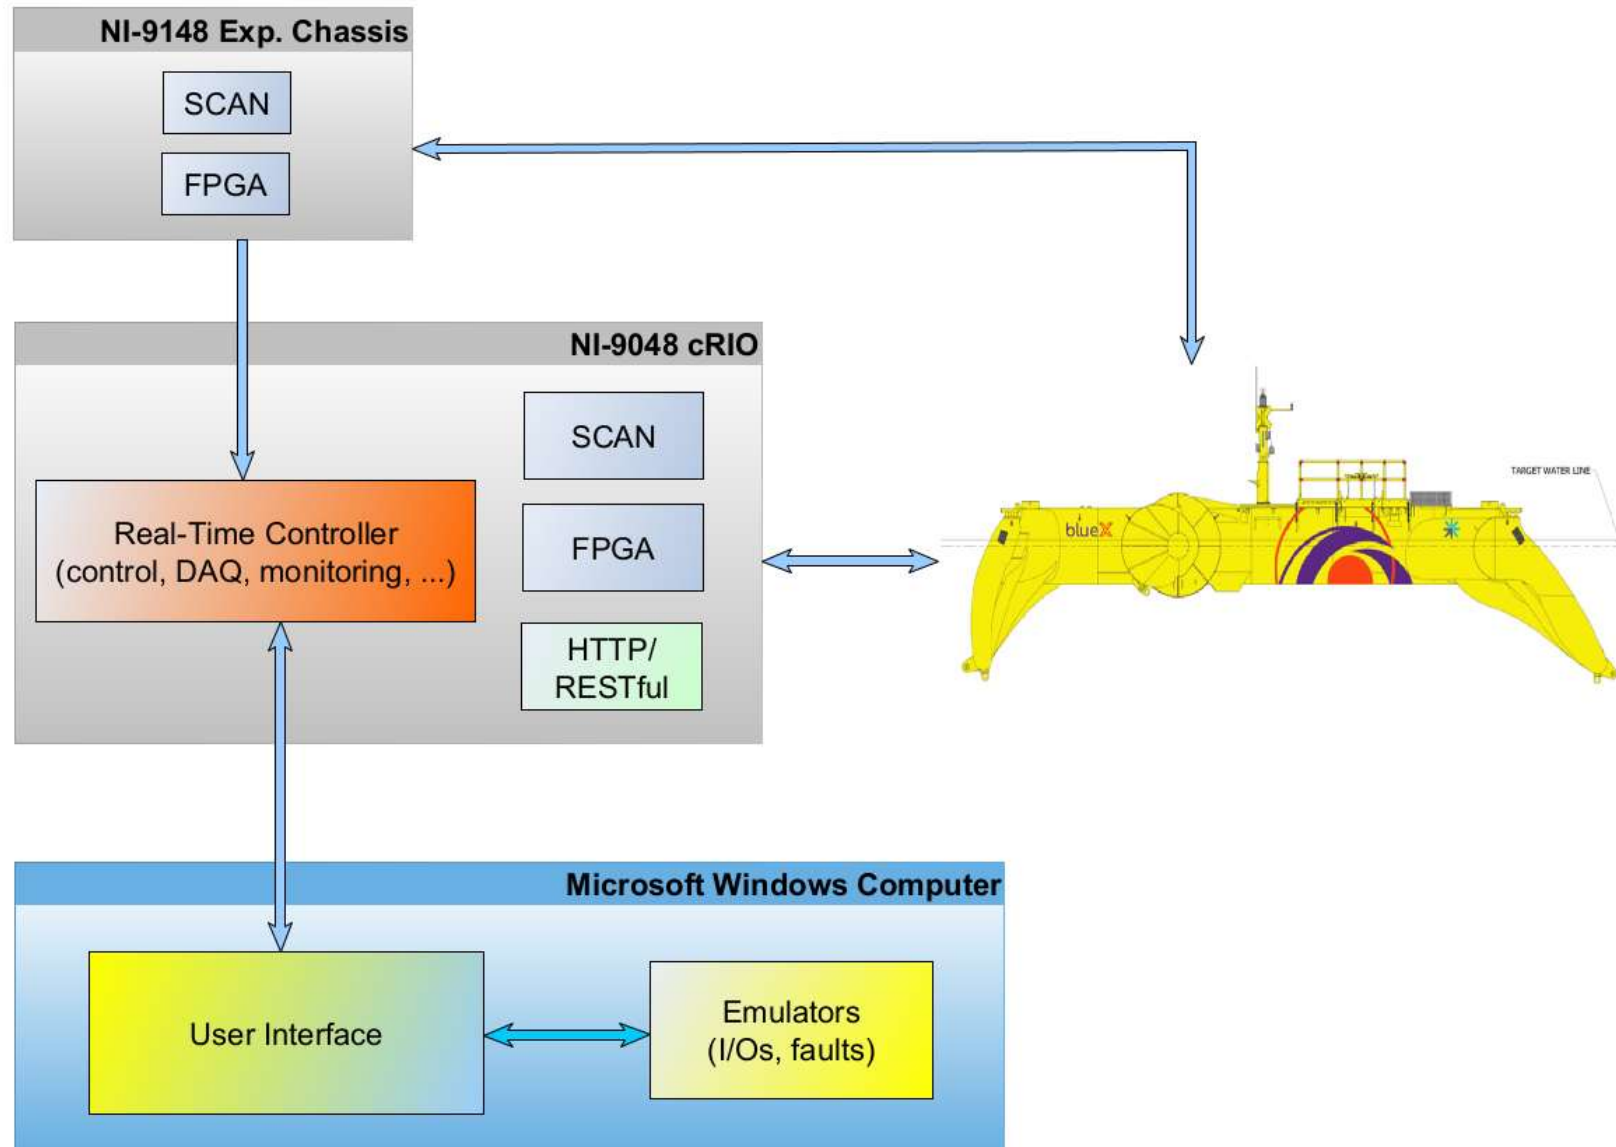 NI-9148 Exp. Chassis
SCAN
FPGA
NI-9048 cRIO
SCAN
FPGA
HTTP/
RESTful
Real-Time Controller
(control, DAQ, monitoring, ...)
TARGET WATER LINE
blueX
Microsoft Windows Computer
User Interface
Emulators
(I/Os, faults)